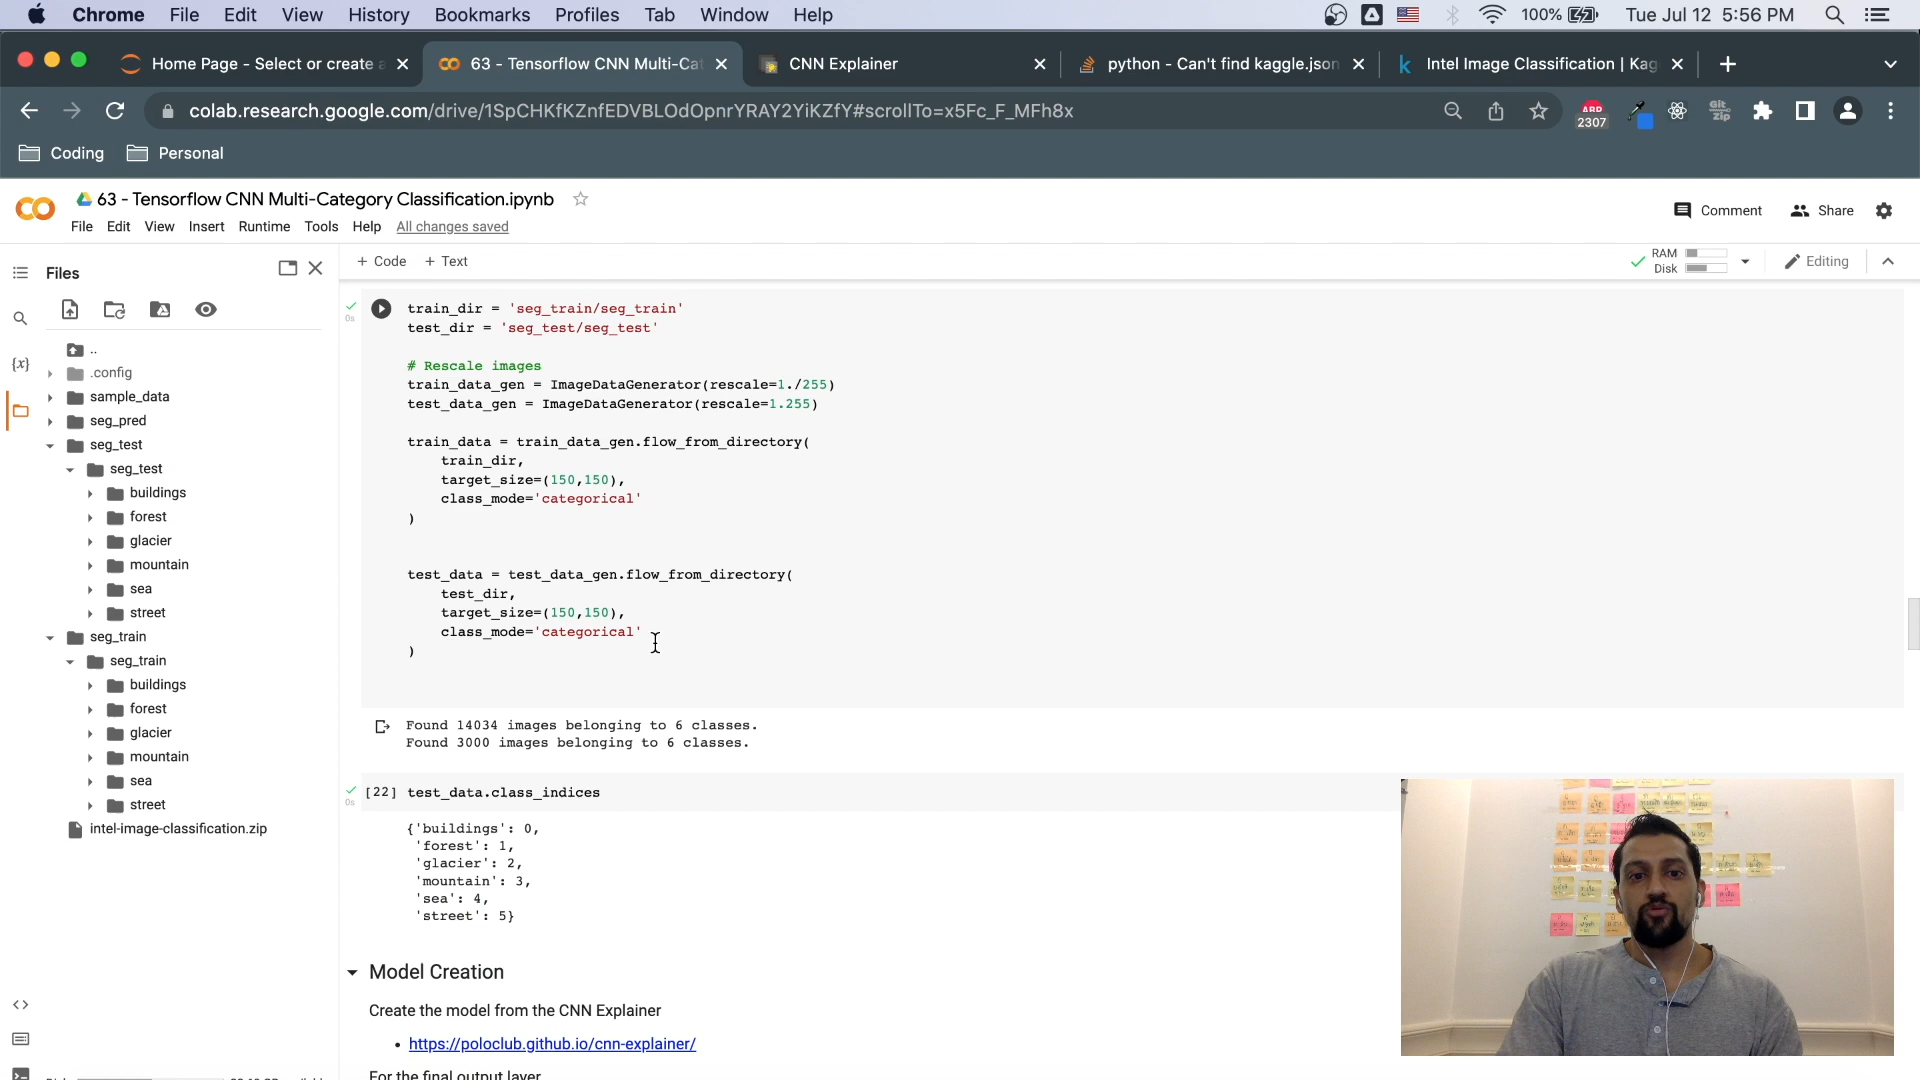 Chrome File Edit View History Bookmarks Profiles Tab Window Help 100% Tue Jul 12 5:56 PM
Home Page - Select or create a
63 - Tensorflow CNN Multi-Cat
CNN Explainer
python - Can't find kaggle.json
Intel Image Classification | Kag
colab.research.google.com/drive/1SpCHKfKZnfEDVBLOdOpnrYRAY2YiKZfY#scrollTo=x5Fc_F_MFh8x
ABP
2307
Git
zip
Coding Personal
63 - Tensorflow CNN Multi-Category Classification.ipynb
File Edit View Insert Runtime Tools Help All changes saved
Comment Share
Files
+ Code + Text
RAM
Disk
Editing
..
.config
sample_data
seg_pred
seg_test
seg_test
buildings
forest
glacier
mountain
sea
street
seg_train
seg_train
buildings
forest
glacier
mountain
sea
street
intel-image-classification.zip
{x}
0s
train_dir = 'seg_train/seg_train'
test_dir = 'seg_test/seg_test'
# Rescale images
train_data_gen = ImageDataGenerator(rescale=1./255)
test_data_gen = ImageDataGenerator(rescale=1.255)
train_data = train_data_gen.flow_from_directory(
train_dir,
target_size=(150,150),
class_mode='categorical'
)
test_data = test_data_gen.flow_from_directory(
test_dir,
target_size=(150,150),
class_mode='categorical'
)
Found 14034 images belonging to 6 classes.
Found 3000 images belonging to 6 classes.
0s
[22] test_data.class_indices
{'buildings': 0,
'forest': 1,
'glacier': 2,
'mountain': 3,
'sea': 4,
'street': 5}
Model Creation
Create the model from the CNN Explainer
• https://poloclub.github.io/cnn-explainer/
For the final output layer